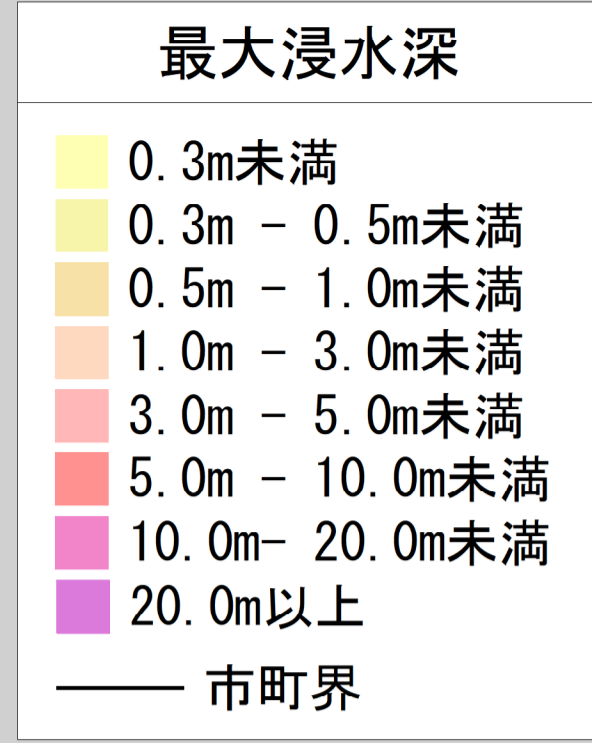 最大浸水深
0.3m未満
0.3m − 0.5m未満
0.5m − 1.0m未満
1.0m − 3.0m未満
3.0m − 5.0m未満
5.0m − 10.0m未満
10.0m− 20.0m未満
20.0m以上
市町界